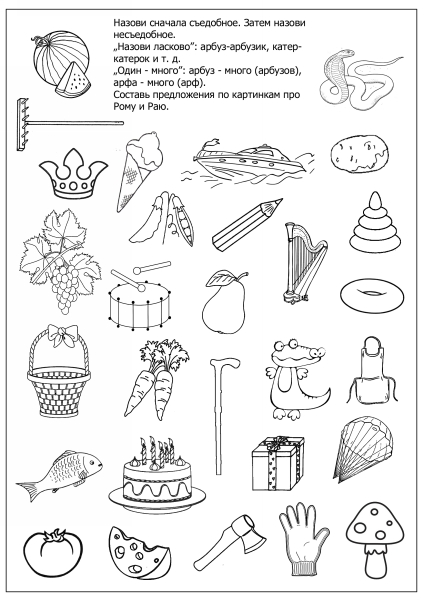 Назови сначала съедобное. Затем назови
несъедобное.
„Назови ласково”: арбуз-арбузик, катер-
катерок и т. д.
„Один - много”: арбуз - много (арбузов),
арфа - много (арф).
Составь предложения по картинкам про
Рому и Раю.